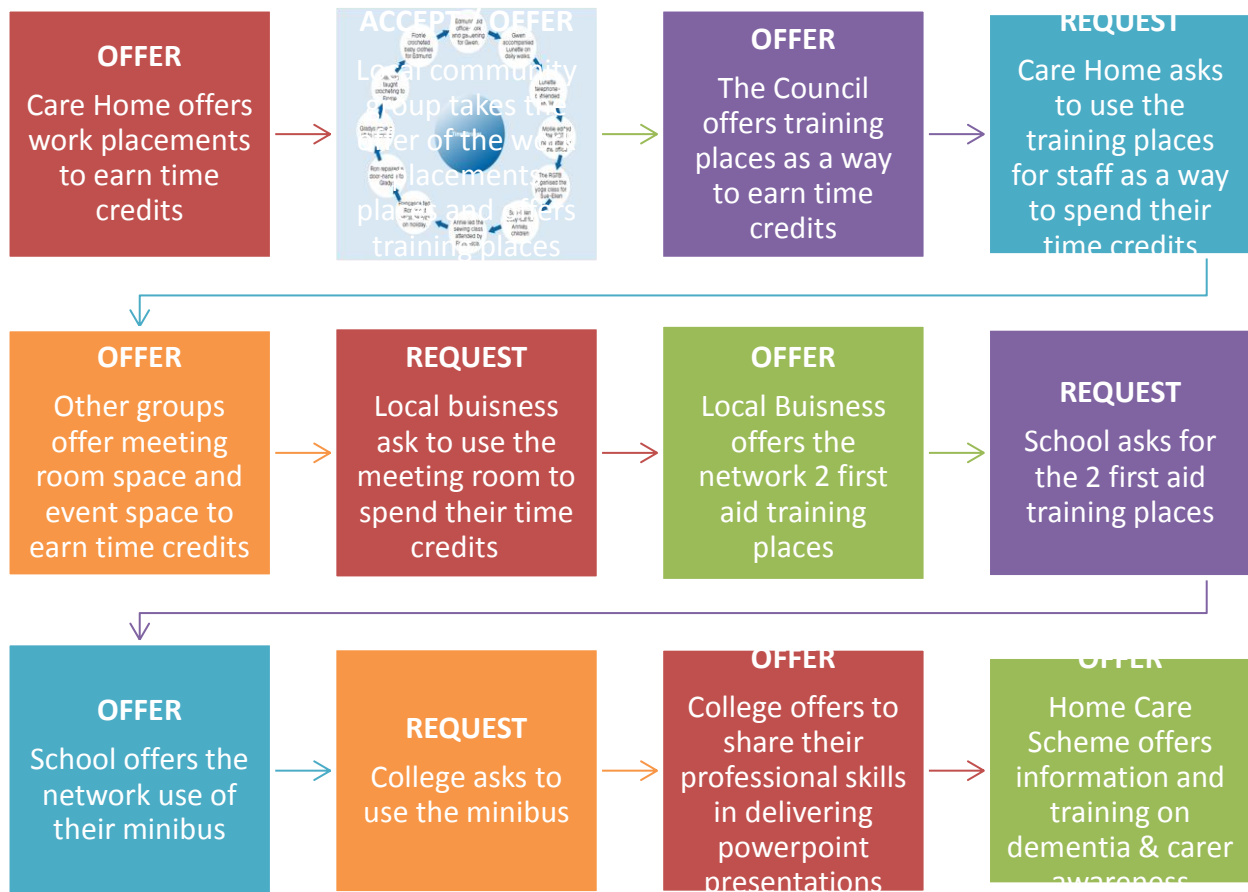 OFFER
Care Home offers
work placements
to earn time
credits
ACCEPTS OFFER
Local community
group takes the
offer of the work
placements
places and offers
training places
OFFER
The Council
offers training
places as a way
to earn time
credits
REQUEST
Care Home asks
to use the
training places
for staff as a way
to spend their
time credits
OFFER
Other groups
offer meeting
room space and
event space to
earn time credits
REQUEST
Local buisness
ask to use the
meeting room to
spend their time
credits
OFFER
Local Buisness
offers the
network 2 first
aid training
places
REQUEST
School asks for
the 2 first aid
training places
OFFER
School offers the
network use of
their minibus
REQUEST
College asks to
use the minibus
OFFER
College offers to
share their
professional skills
in delivering
powerpoint
presentations
OFFER
Home Care
Scheme offers
information and
training on
dementia & carer
awareness